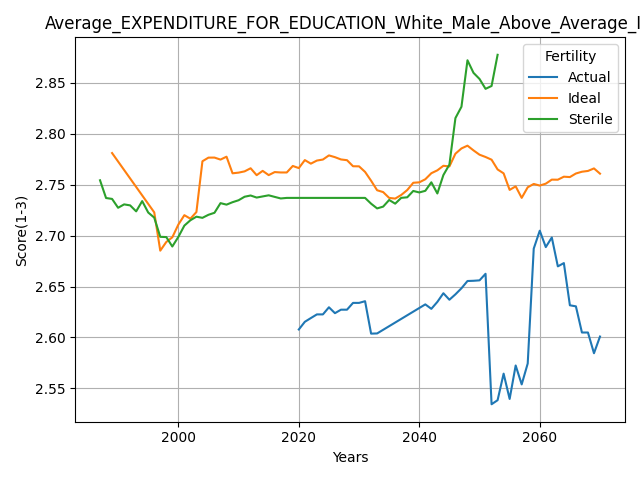 Average_EXPENDITURE_FOR_EDUCATION_White_Male_Above_Average_I
Fertility
Actual
Ideal
Sterile
Score(1-3)
2.85
2.80
2.75
2.70
2.65
2.60
2.55
2000 2020 2040 2060
Years